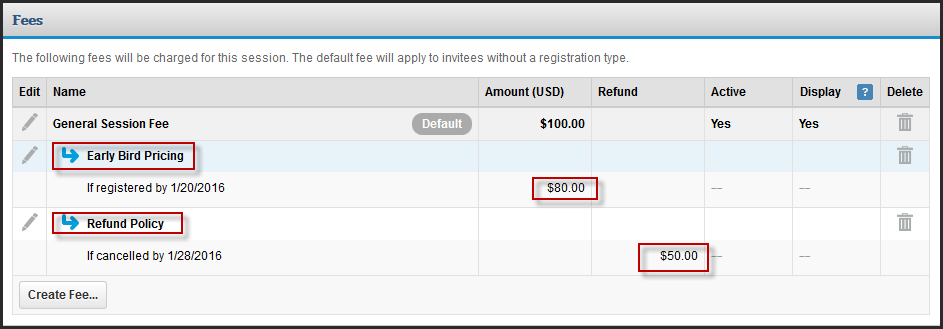 Fees
The following fees will be charged for this session. The default fee will apply to invitees without a registration type.
Edit Name Amount (USD) Refund Active Display ? Delete
General Session Fee Default $100.00 Yes Yes
Early Bird Pricing
If registered by 1/20/2016 $80.00 -- --
Refund Policy
If cancelled by 1/28/2016 $50.00 -- --
Create Fee...